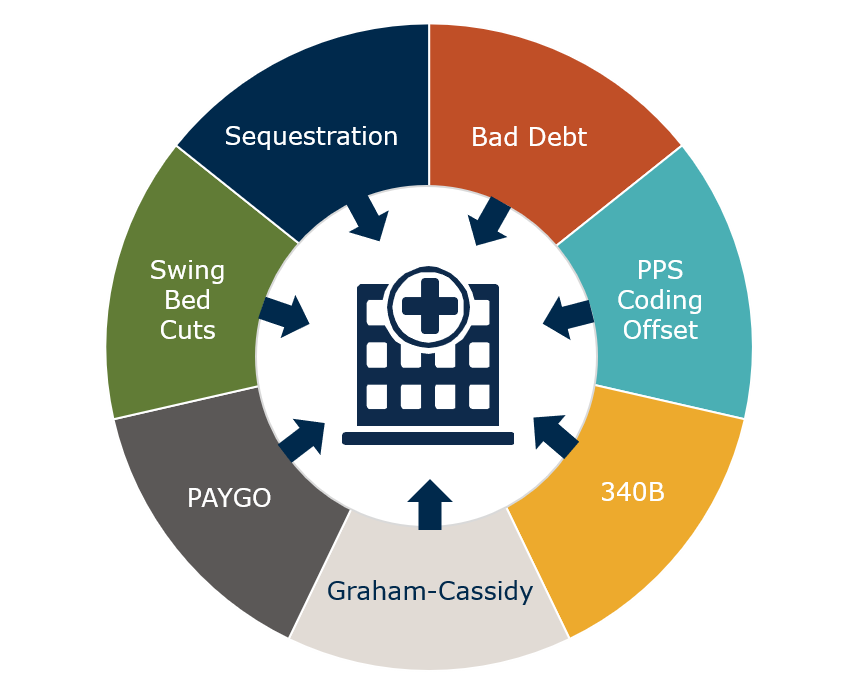 Sequestration
Bad Debt
Swing
Bed
Cuts
PPS
Coding
Offset
PAYGO
340B
Graham-Cassidy